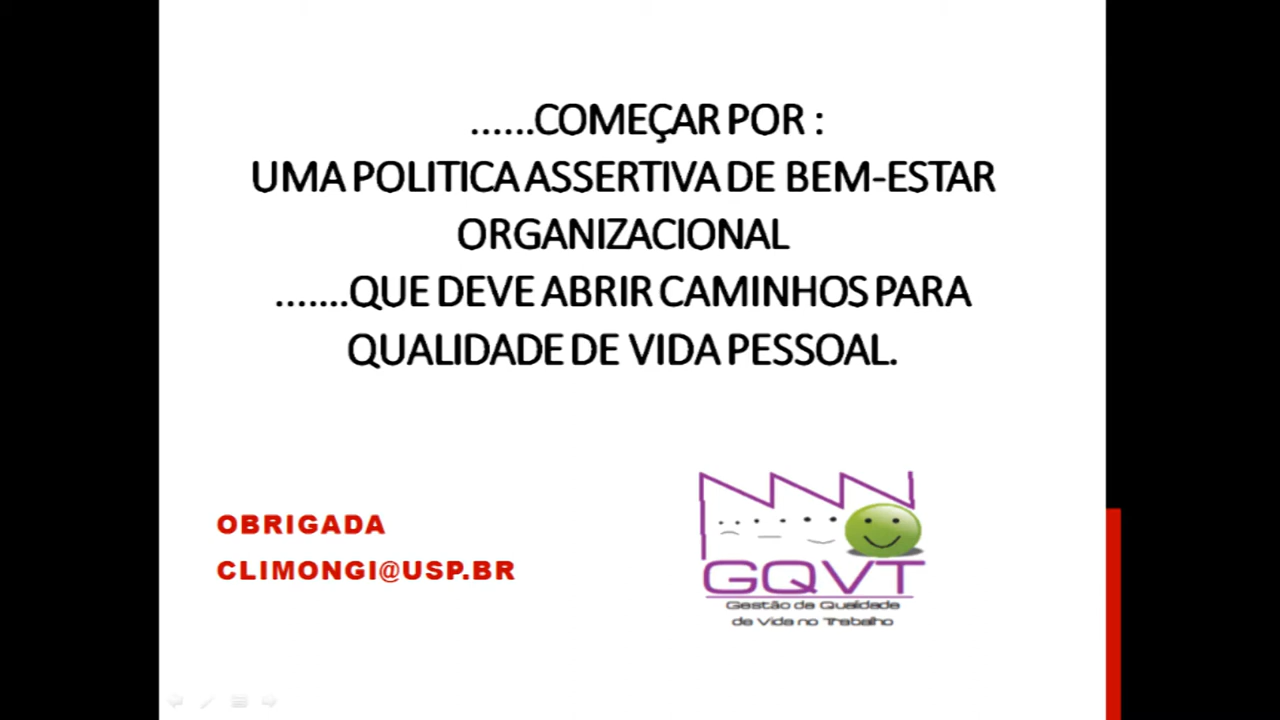 ......COMEÇAR POR :
UMA POLITICA ASSERTIVA DE BEM-ESTAR
ORGANIZACIONAL
.......QUE DEVE ABRIR CAMINHOS PARA
QUALIDADE DE VIDA PESSOAL.
OBRIGADA
CLIMONGI@USP.BR
GQVT
Gestão da Qualidade
de Vida no Trabalho